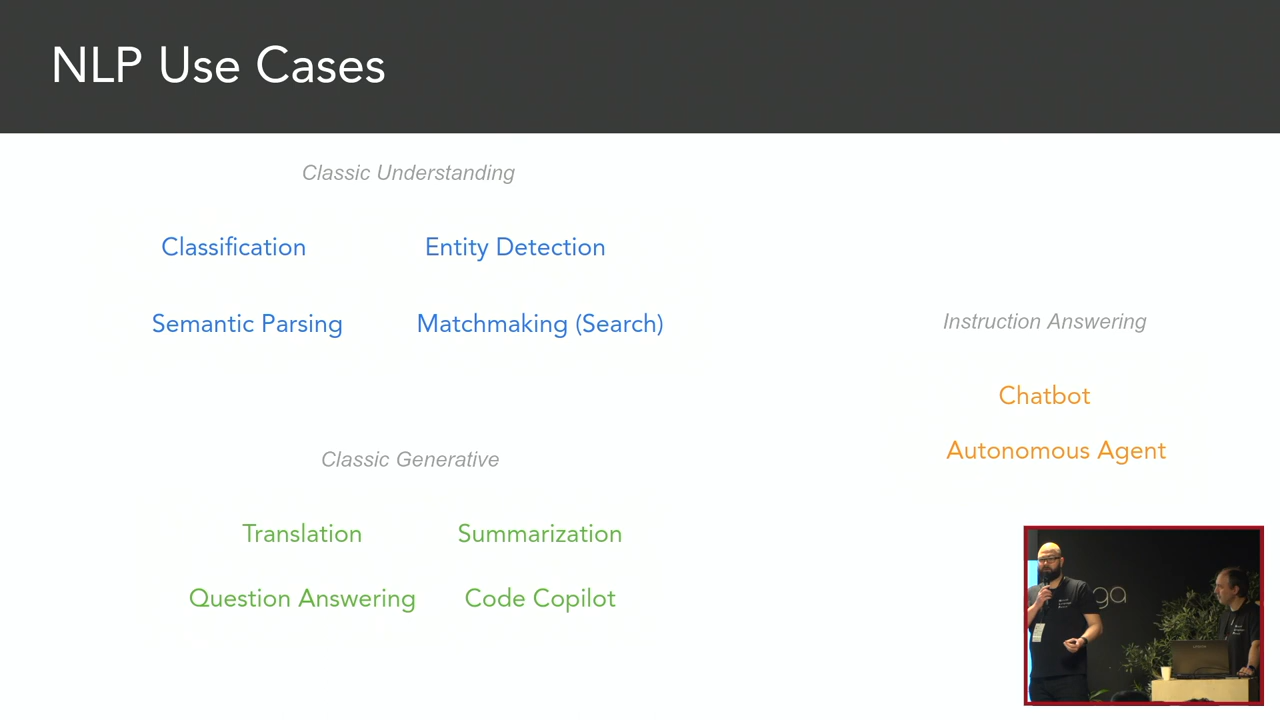 NLP Use Cases
Classic Understanding
Classification Entity Detection
Semantic Parsing Matchmaking (Search)
Instruction Answering
Chatbot
Autonomous Agent
Classic Generative
Translation Summarization
Question Answering Code Copilot
ga